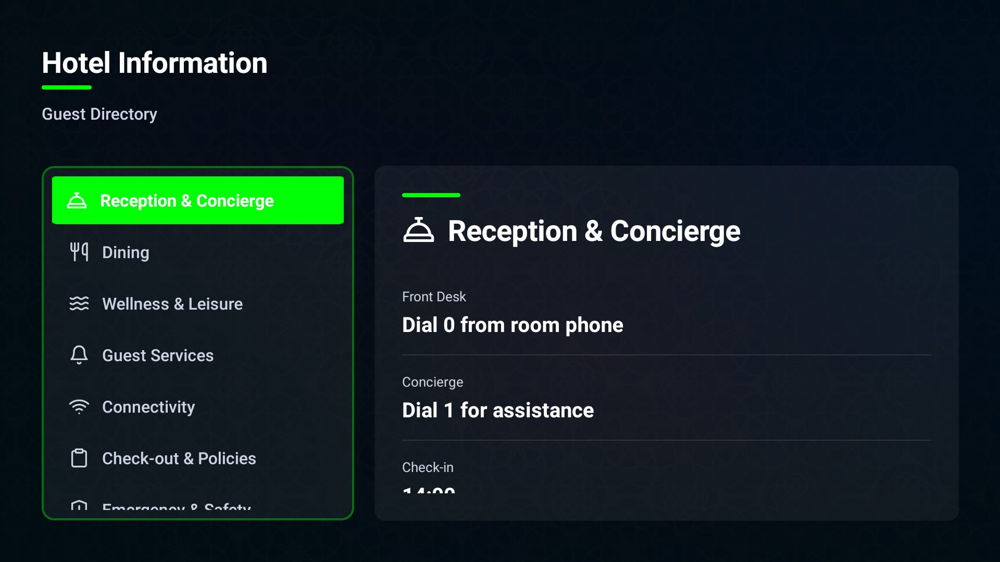 Hotel Information
Guest Directory
Reception & Concierge
Dining
Wellness & Leisure
Guest Services
Connectivity
Check-out & Policies
Emergency & Safety
Reception & Concierge
Front Desk
Dial 0 from room phone
Concierge
Dial 1 for assistance
Check-in